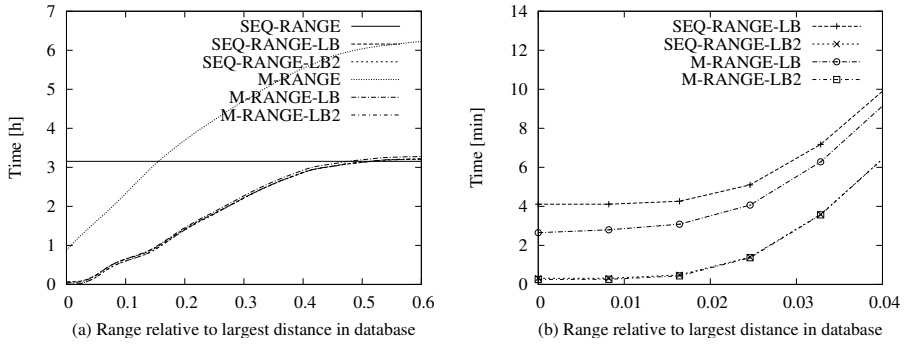 7
6
5
4
3
2
1
0
Time [h]
SEQ-RANGE
SEQ-RANGE-LB
SEQ-RANGE-LB2
M-RANGE
M-RANGE-LB
M-RANGE-LB2
0 0.1 0.2 0.3 0.4 0.5 0.6
(a) Range relative to largest distance in database
14
12
10
8
6
4
2
0
Time [min]
SEQ-RANGE-LB
SEQ-RANGE-LB2
M-RANGE-LB
M-RANGE-LB2
0 0.01 0.02 0.03 0.04
(b) Range relative to largest distance in database